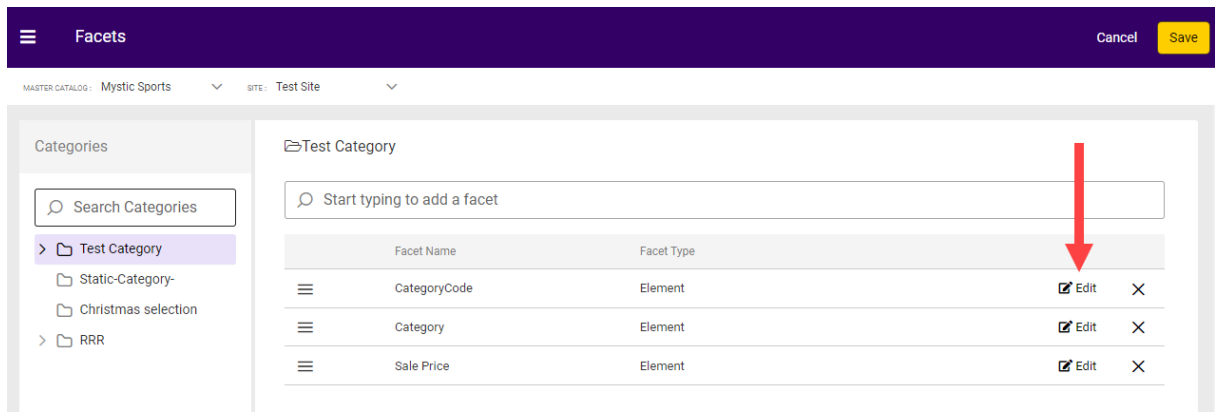 Facets
Cancel Save
MASTER CATALOG: Mystic Sports SITE: Test Site
Categories
Test Category
Search Categories
Start typing to add a facet
Test Category
Static-Category-
Christmas selection
RRR
Facet Name Facet Type
CategoryCode Element Edit
Category Element Edit
Sale Price Element Edit